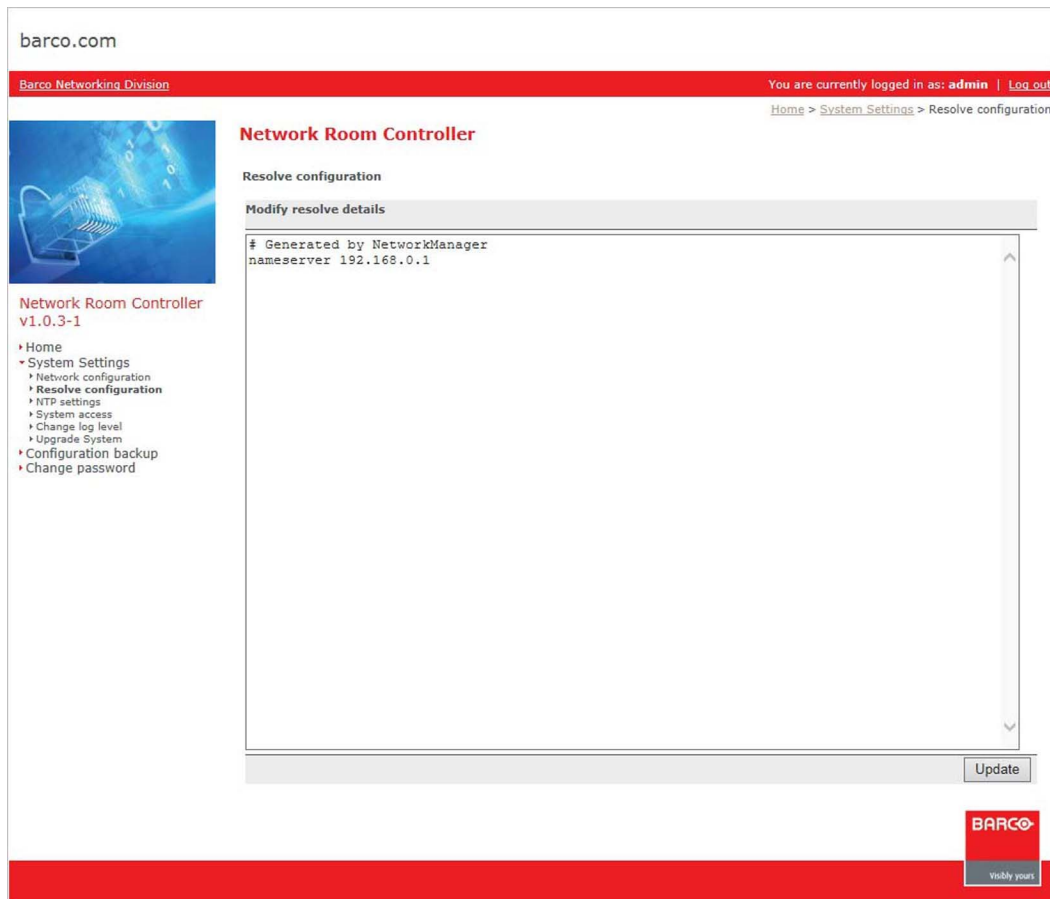 barco.com
Barco Networking Division
You are currently logged in as: admin | Log out
Home > System Settings > Resolve configuration
Network Room Controller
Resolve configuration
Modify resolve details
# Generated by NetworkManager
nameserver 192.168.0.1
Network Room Controller
v1.0.3-1
Home
System Settings
Network configuration
Resolve configuration
NTP settings
System access
Change log level
Upgrade System
Configuration backup
Change password
Update
BARCO
Visibly yours